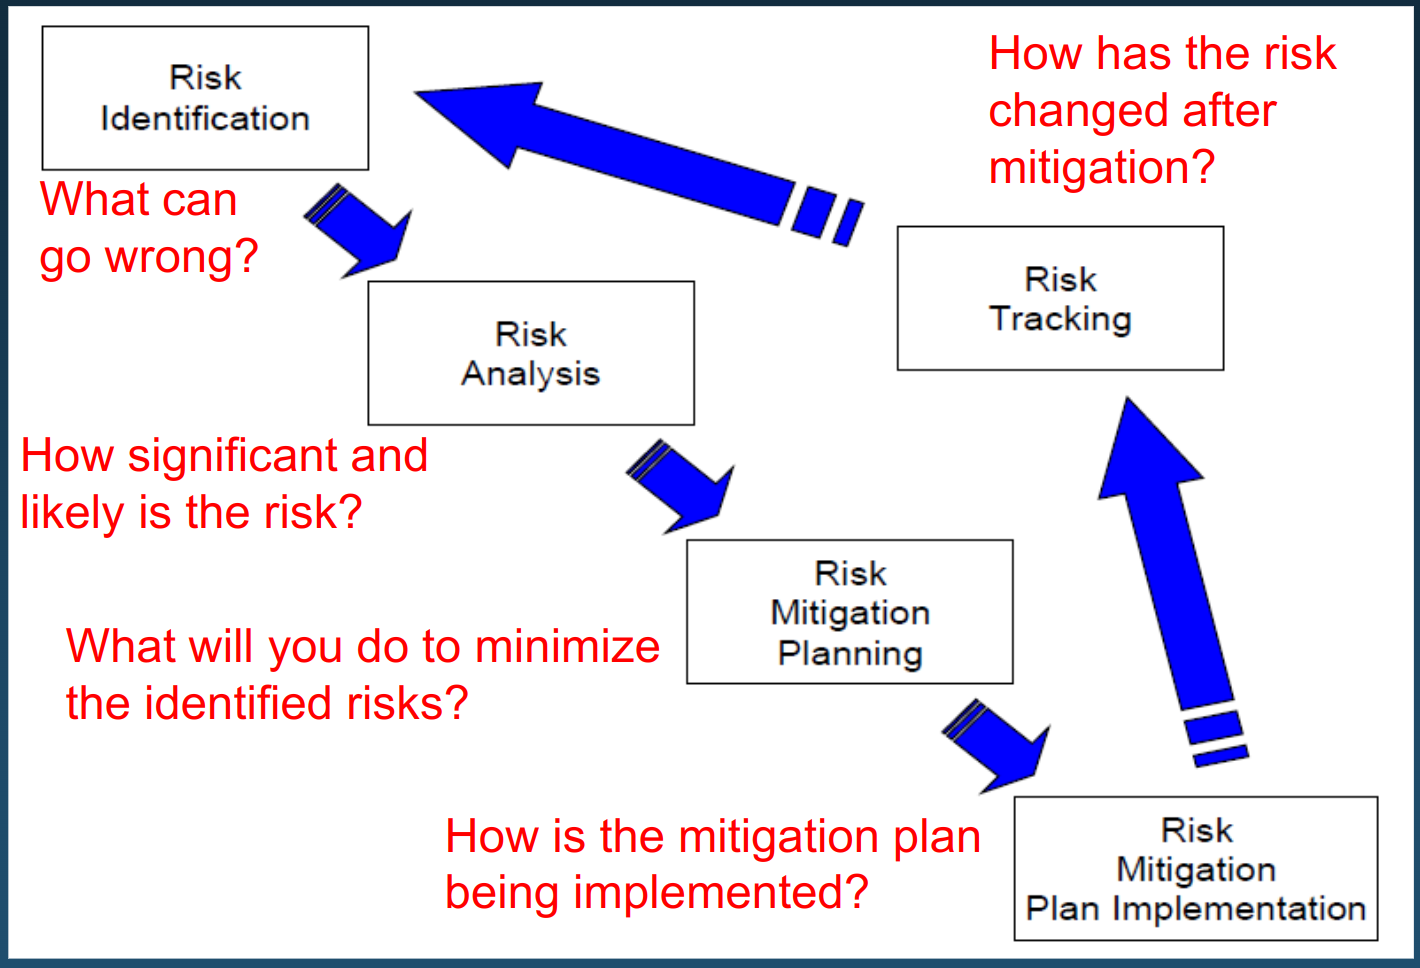 Risk
Identification
What can
go wrong?
Risk
Analysis
How significant and
likely is the risk?
Risk
Mitigation
Planning
What will you do to minimize
the identified risks?
Risk
Mitigation
Plan Implementation
How is the mitigation plan
being implemented?
Risk
Tracking
How has the risk
changed after
mitigation?